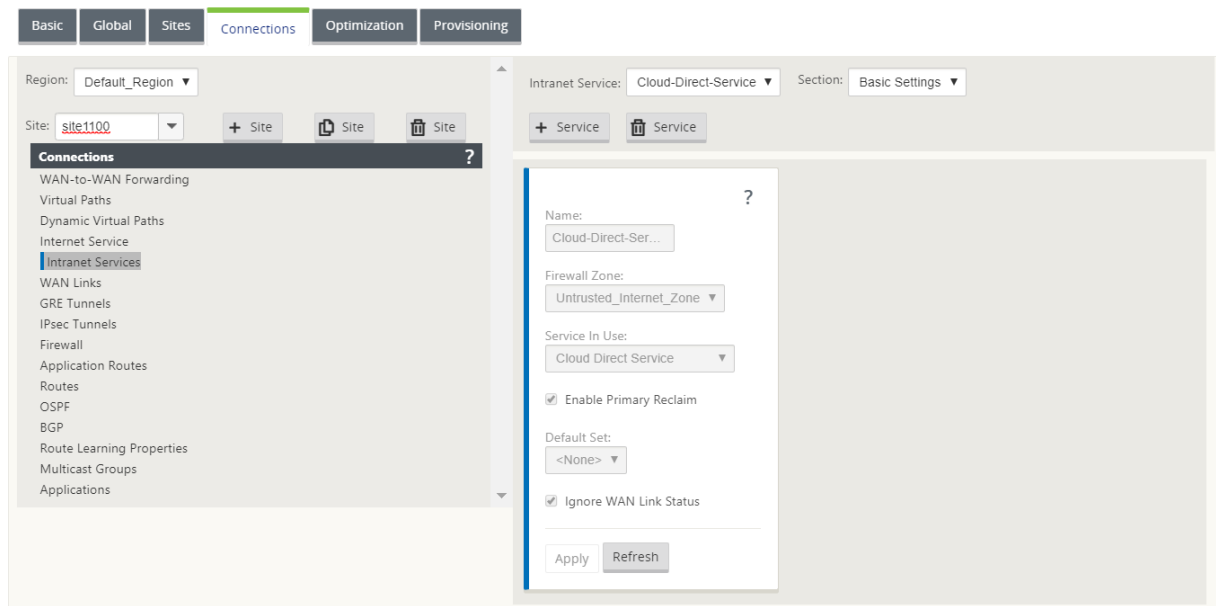 Basic Global Sites Connections Optimization Provisioning
Region: Default_Region ▼
Site: site1100 ▼ + Site Site Site
Connections ?
WAN-to-WAN Forwarding
Virtual Paths
Dynamic Virtual Paths
Internet Service
Intranet Services
WAN Links
GRE Tunnels
IPsec Tunnels
Firewall
Application Routes
Routes
OSPF
BGP
Route Learning Properties
Multicast Groups
Applications
Intranet Service: Cloud-Direct-Service ▼ Section: Basic Settings ▼
+ Service Service
?
Name:
Cloud-Direct-Ser...
Firewall Zone:
Untrusted_Internet_Zone ▼
Service In Use:
Cloud Direct Service ▼
Enable Primary Reclaim
Default Set:
<None> ▼
Ignore WAN Link Status
Apply Refresh